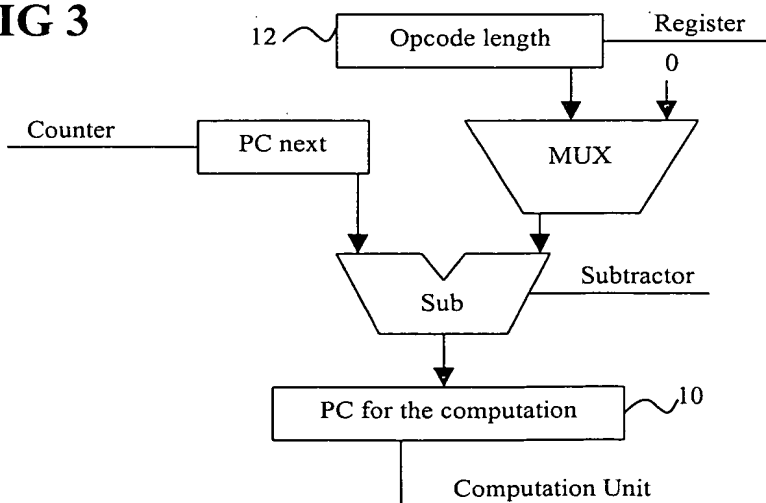 IG 3
12
Opcode length
Register
0
Counter
PC next
MUX
Sub
Subtractor
PC for the computation
10
Computation Unit